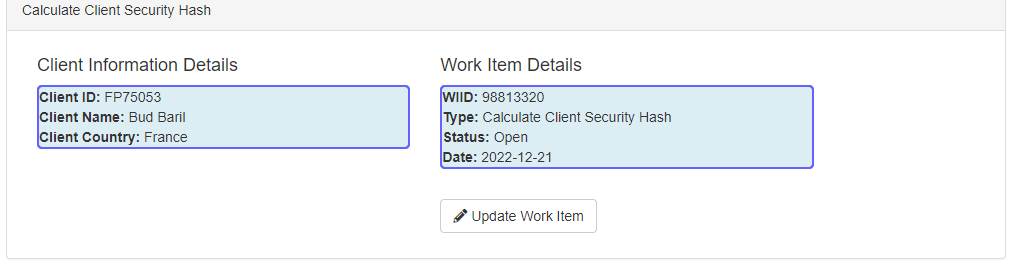 Calculate Client Security Hash
Client Information Details
Client ID: FP75053
Client Name: Bud Baril
Client Country: France
Work Item Details
WIID: 98813320
Type: Calculate Client Security Hash
Status: Open
Date: 2022-12-21
Update Work Item